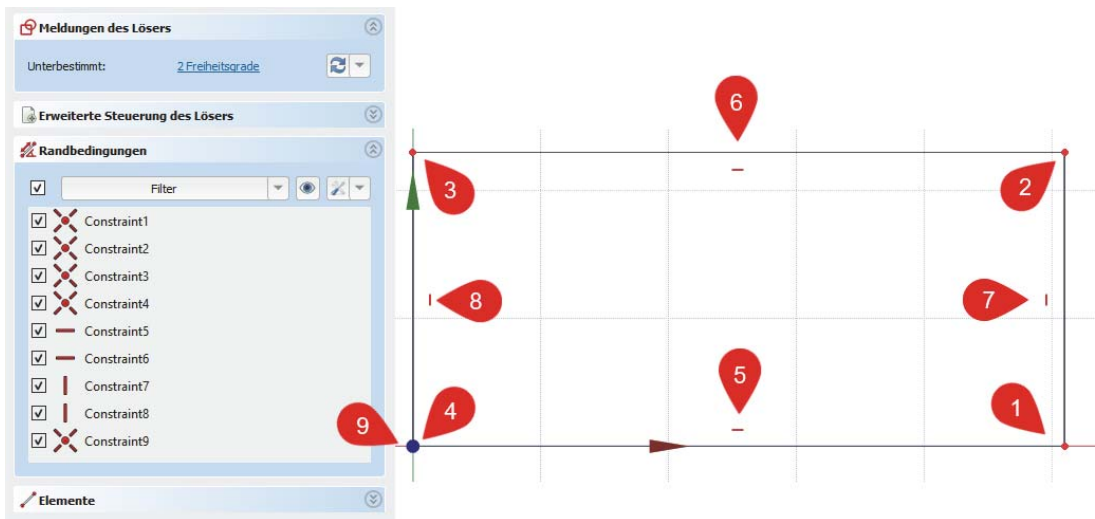 Meldungen des Lösers
Unterbestimmt: 2 Freiheitsgrade
Erweiterte Steuerung des Lösers
Randbedingungen
Filter
Constraint1
Constraint2
Constraint3
Constraint4
Constraint5
Constraint6
Constraint7
Constraint8
Constraint9
Elemente
6
3
2
8
7
5
9
4
1